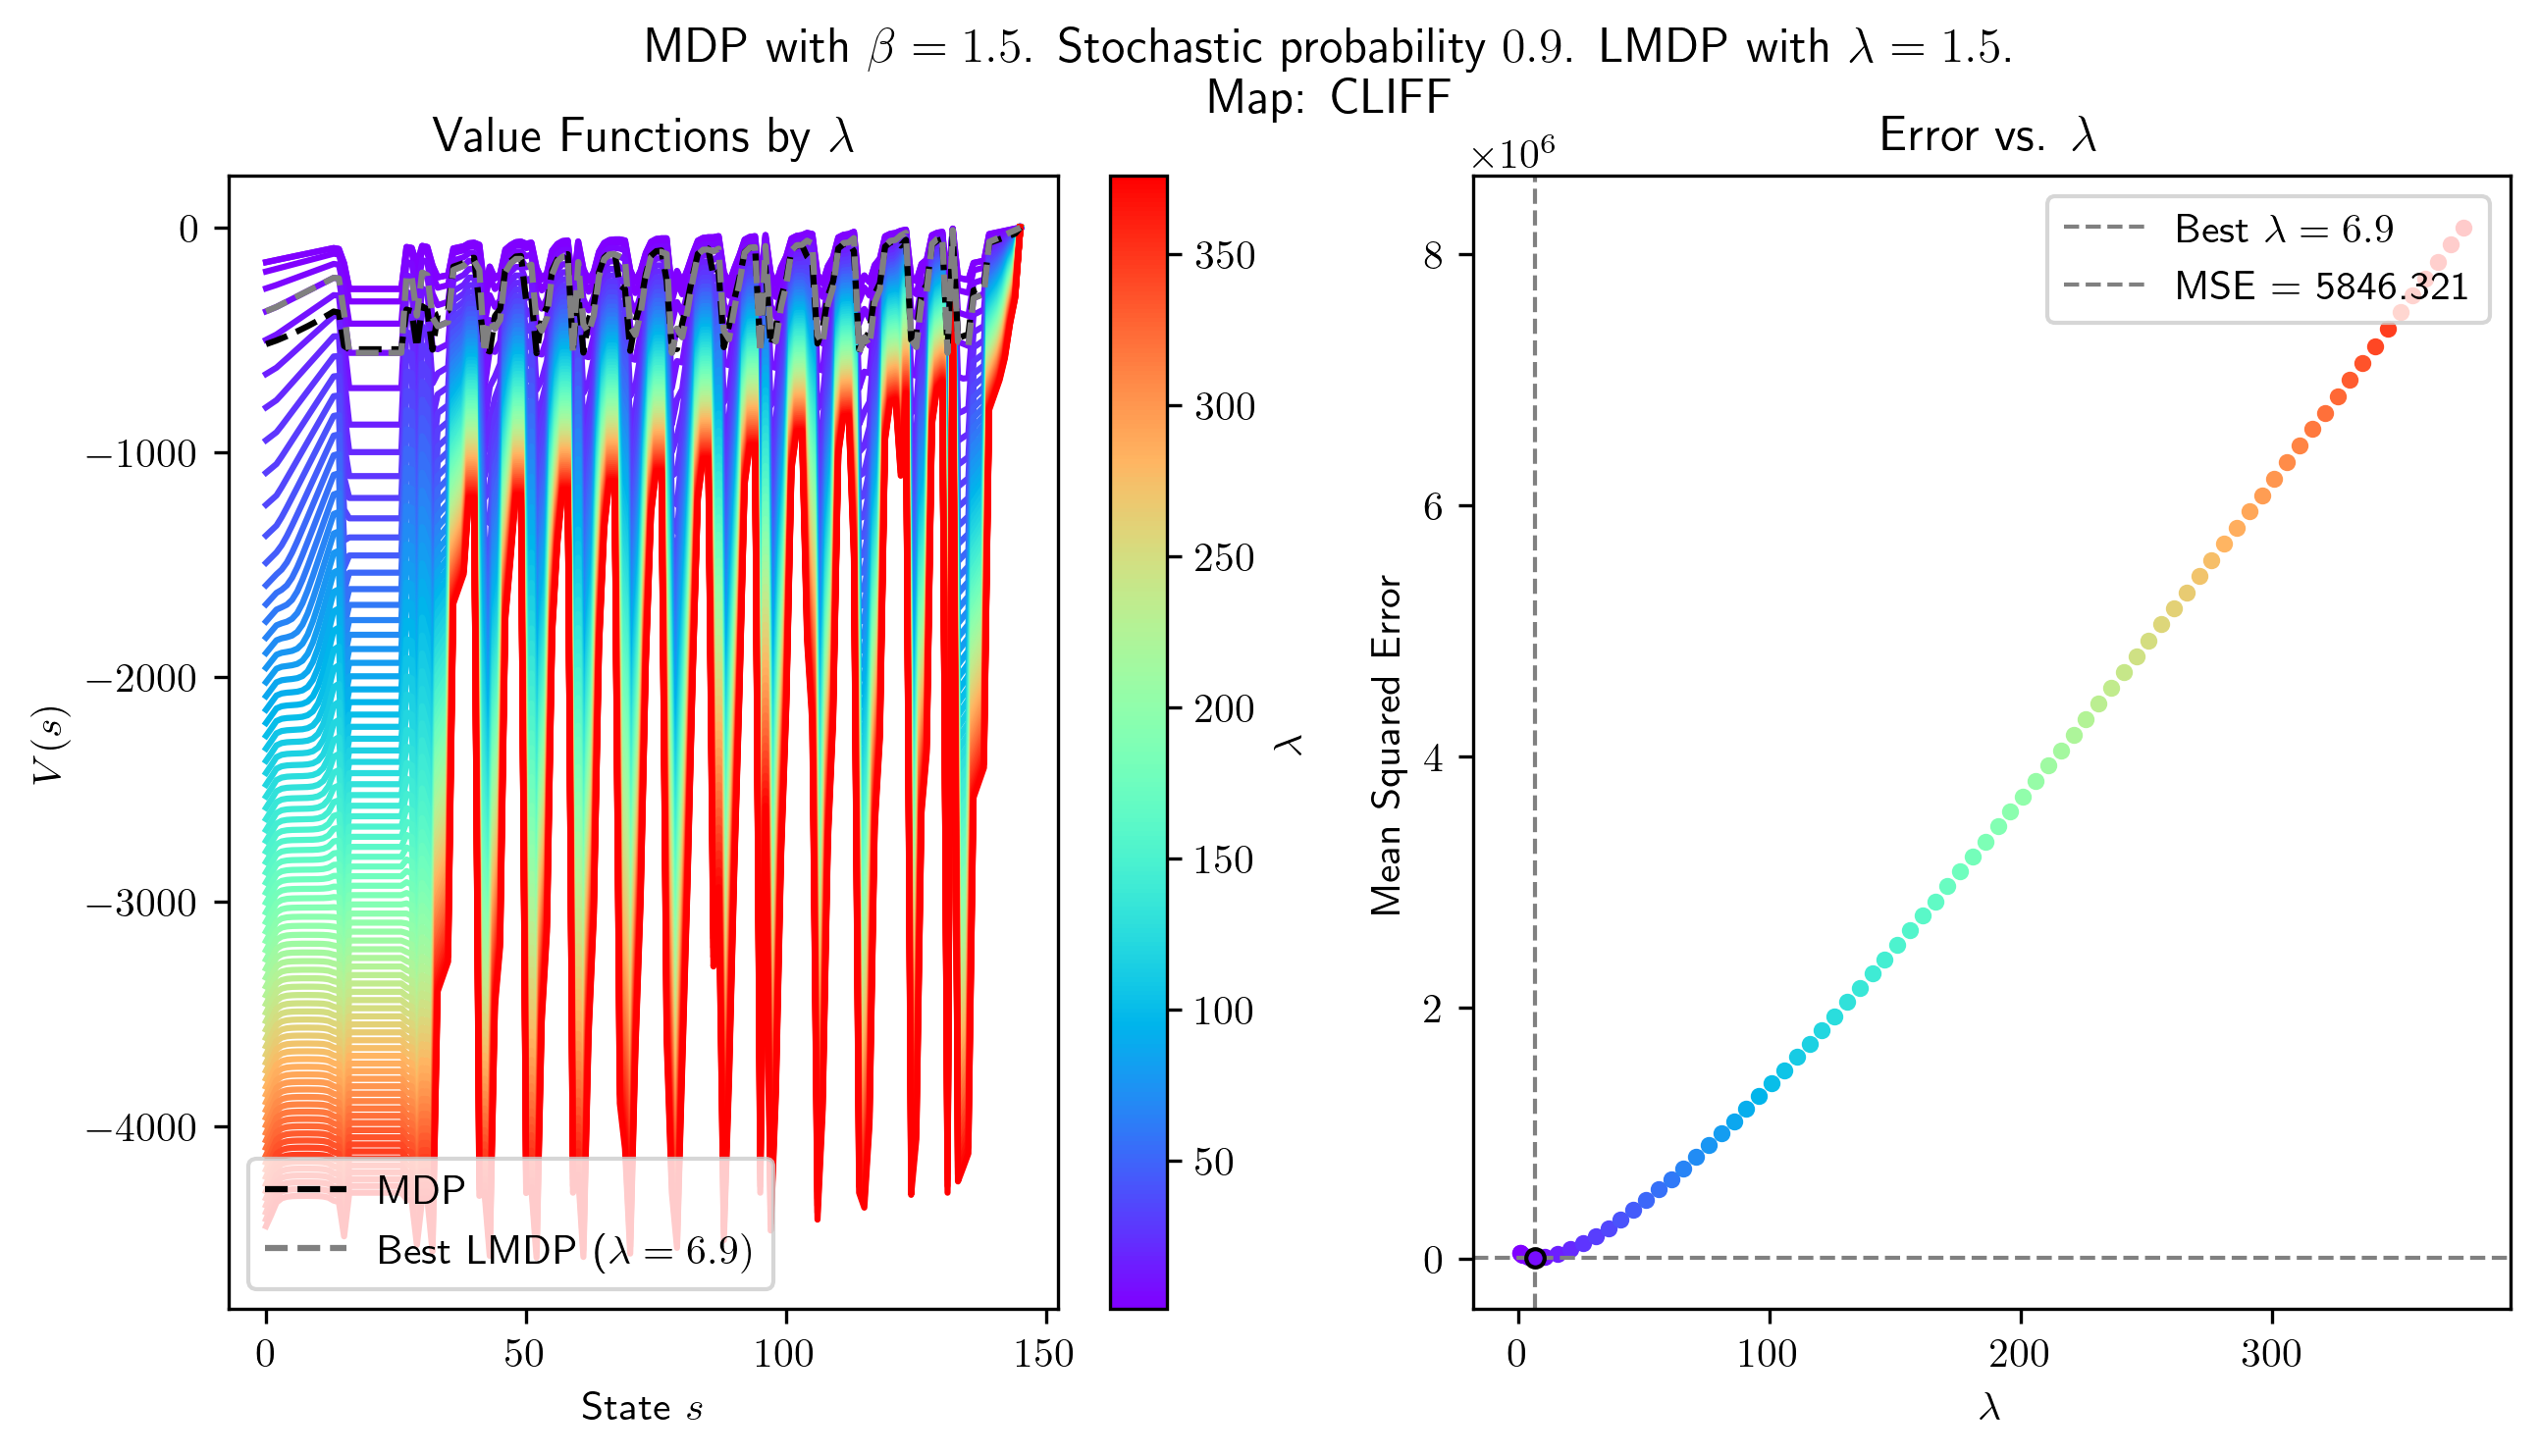 MDP with β = 1.5. Stochastic probability 0.9. LMDP with λ = 1.5.
Map: CLIFF
Value Functions by λ
0
−1000
−2000
−3000
−4000
V(s)
0
50
100
150
State s
MDP
Best LMDP (λ = 6.9)
350
300
250
200
150
100
50
λ
Error vs. λ
×10⁶
8
6
4
2
0
Mean Squared Error
0
100
200
300
λ
Best λ = 6.9
MSE = 5846.321